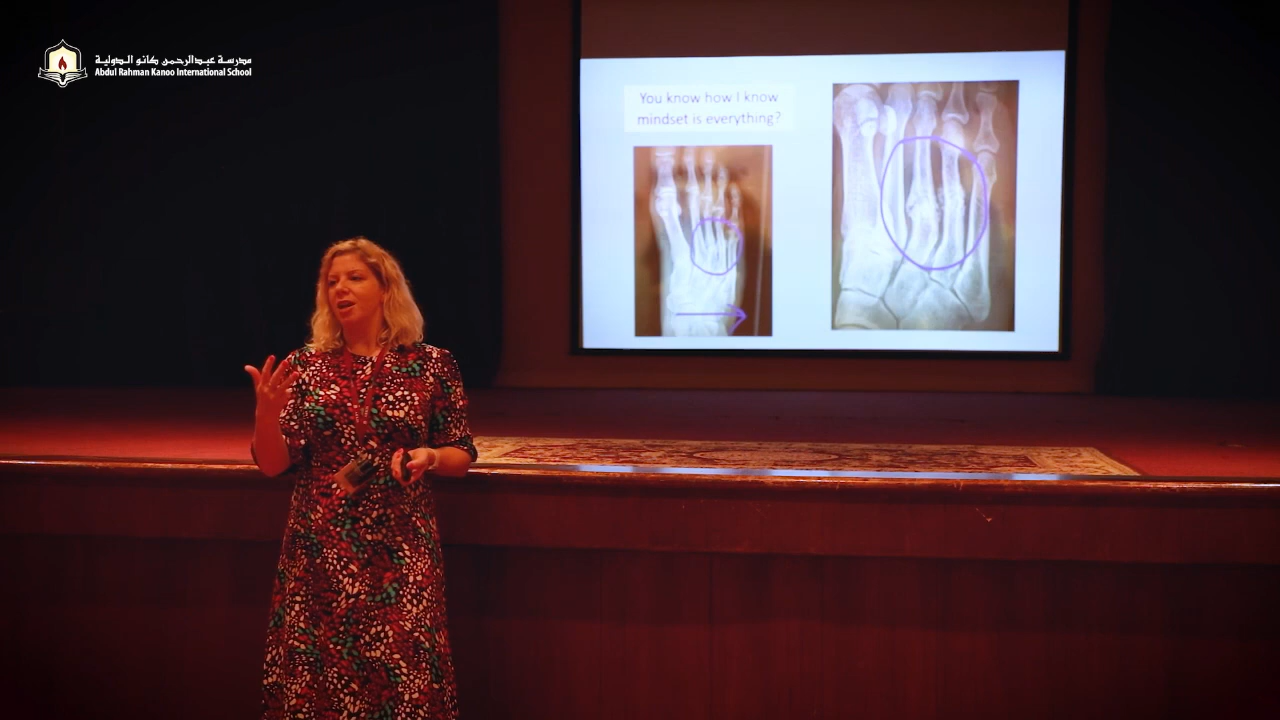 مدرسة عبدالرحمن كانو الدولية
Abdul Rahman Kanoo International School
You know how I know
mindset is everything?